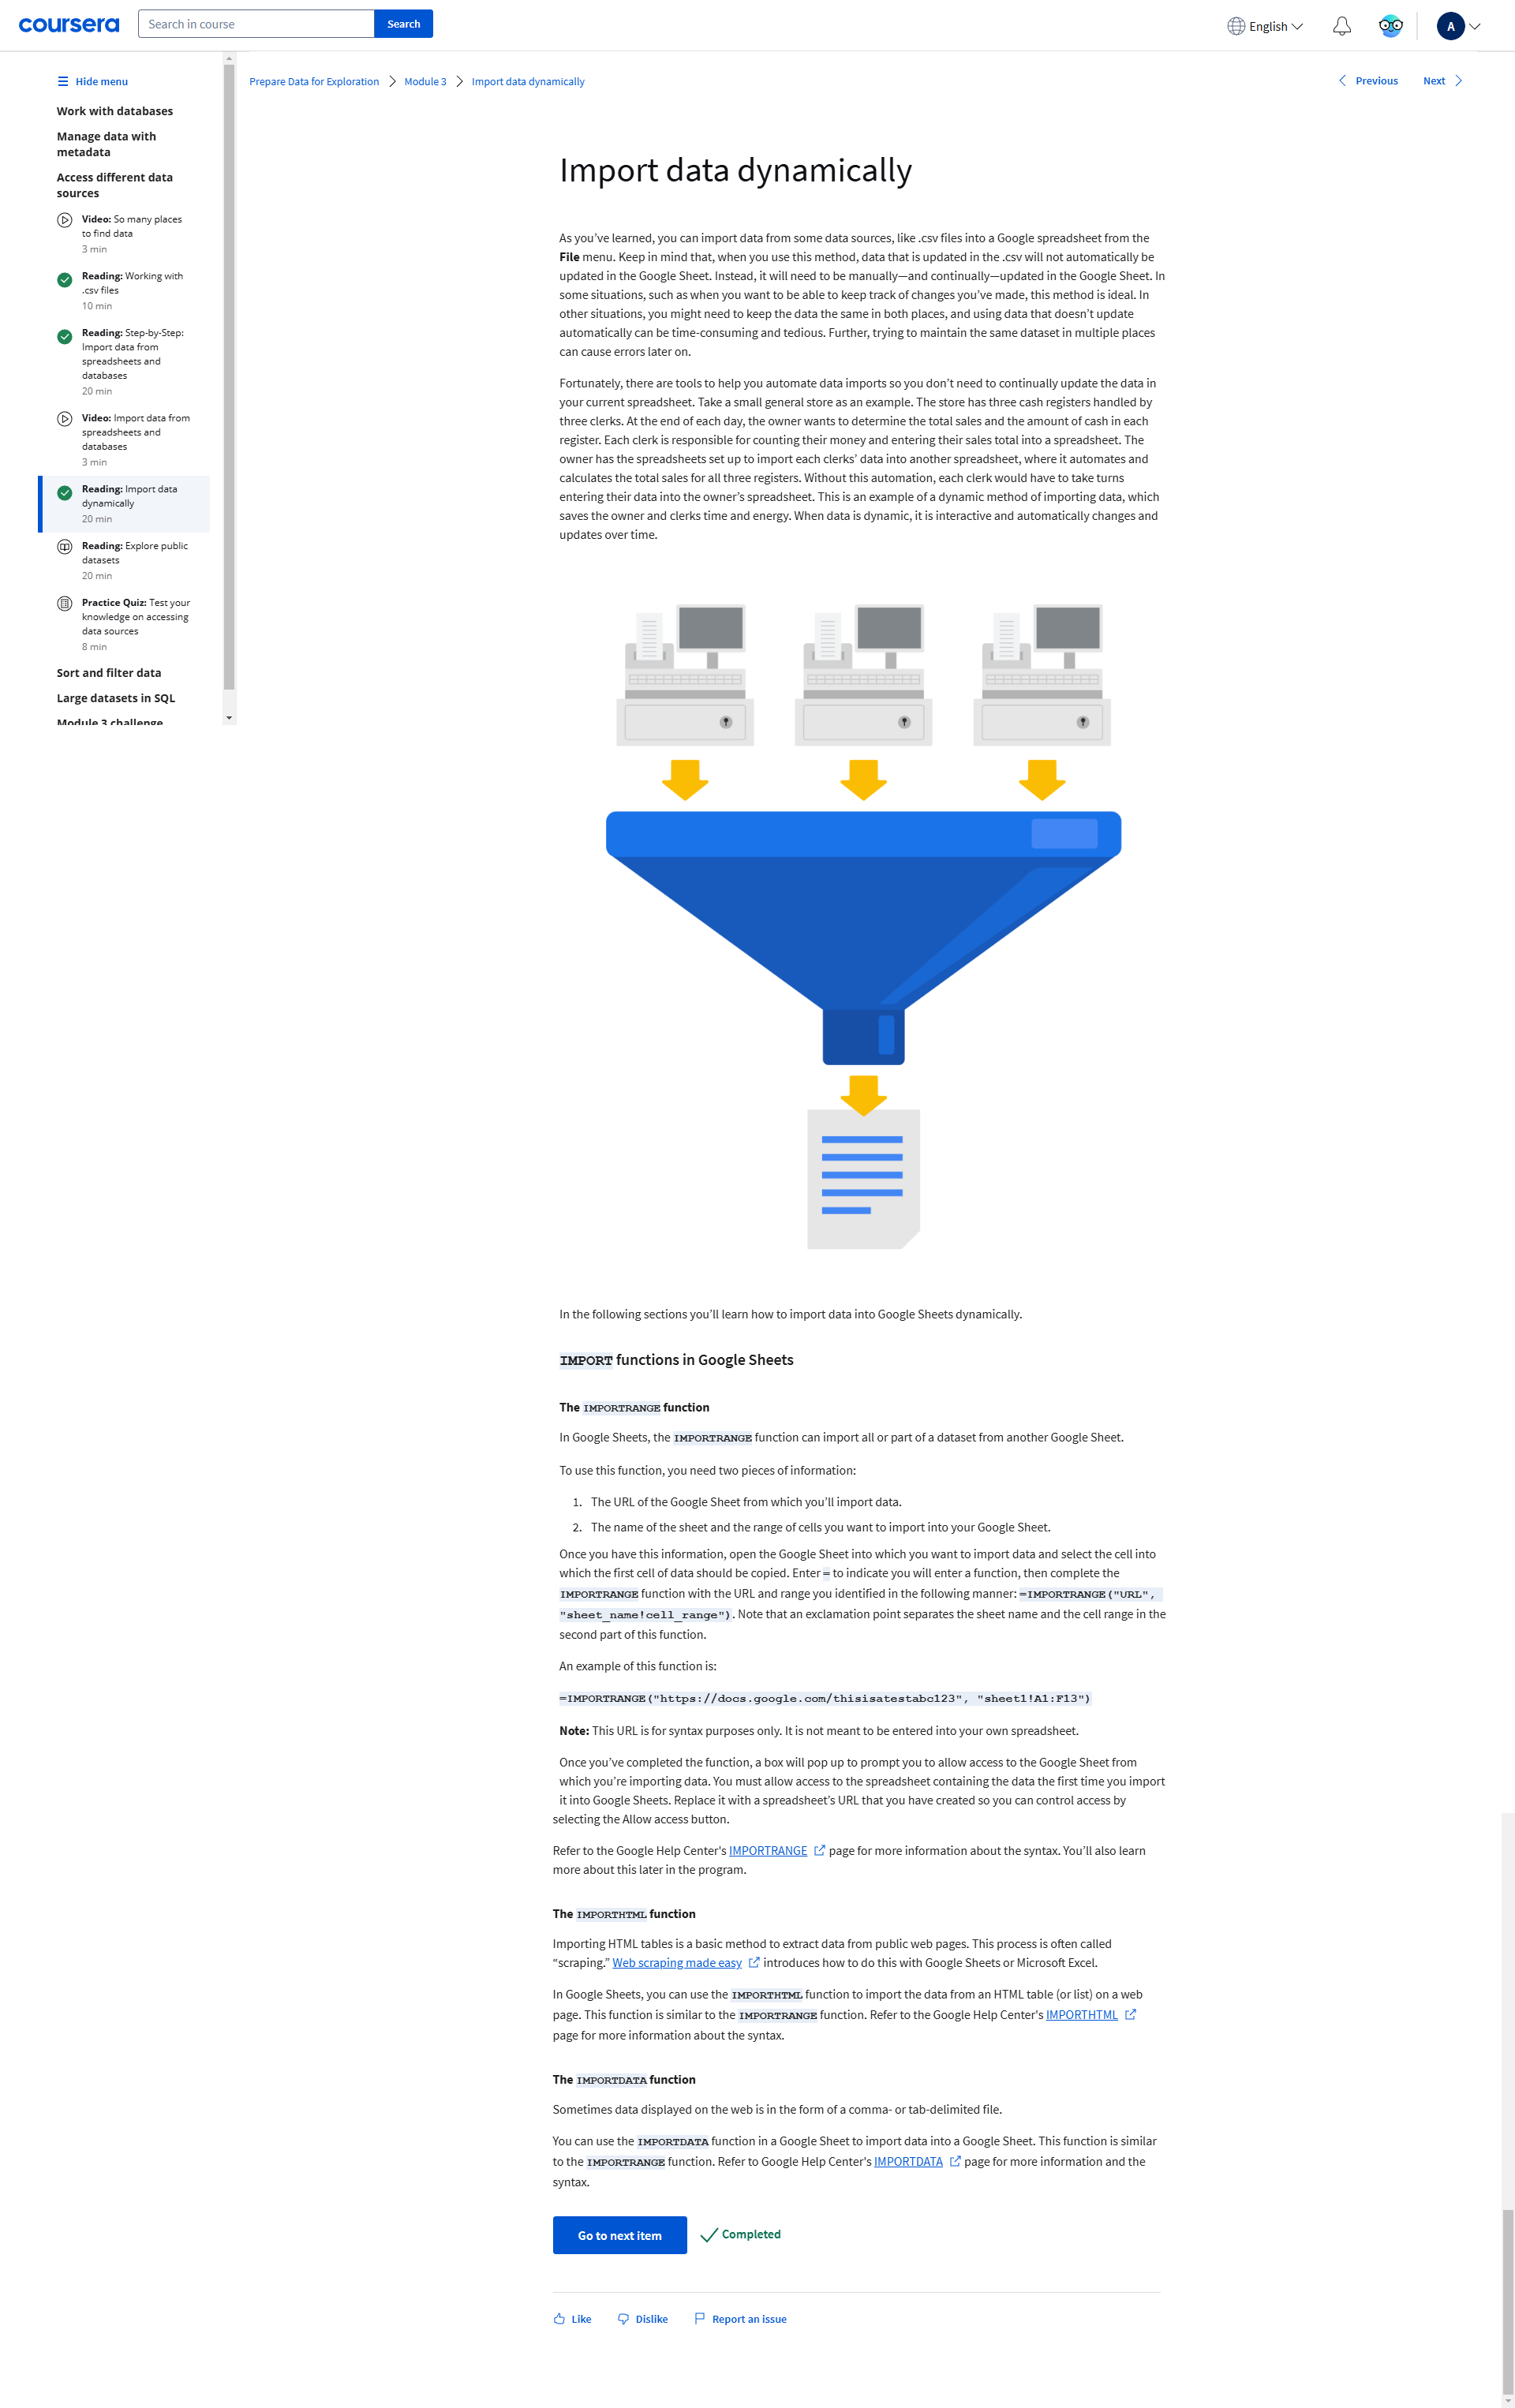 coursera
Search in course
Search
English
A
Hide menu
Work with databases
Manage data with
metadata
Access different data
sources
Video: So many places
to find data
3 min
Reading: Working with
.csv files
10 min
Reading: Step-by-Step:
Import data from
spreadsheets and
databases
20 min
Video: Import data from
spreadsheets and
databases
3 min
Reading: Import data
dynamically
20 min
Reading: Explore public
datasets
20 min
Practice Quiz: Test your
knowledge on accessing
data sources
8 min
Sort and filter data
Large datasets in SQL
Module 3 challenge
Prepare Data for Exploration
Module 3
Import data dynamically
Previous
Next
Import data dynamically
As you’ve learned, you can import data from some data sources, like .csv files into a Google spreadsheet from the
File menu. Keep in mind that, when you use this method, data that is updated in the .csv will not automatically be
updated in the Google Sheet. Instead, it will need to be manually—and continually—updated in the Google Sheet. In
some situations, such as when you want to be able to keep track of changes you’ve made, this method is ideal. In
other situations, you might need to keep the data the same in both places, and using data that doesn’t update
automatically can be time-consuming and tedious. Further, trying to maintain the same dataset in multiple places
can cause errors later on.
Fortunately, there are tools to help you automate data imports so you don’t need to continually update the data in
your current spreadsheet. Take a small general store as an example. The store has three cash registers handled by
three clerks. At the end of each day, the owner wants to determine the total sales and the amount of cash in each
register. Each clerk is responsible for counting their money and entering their sales total into a spreadsheet. The
owner has the spreadsheets set up to import each clerks’ data into another spreadsheet, where it automates and
calculates the total sales for all three registers. Without this automation, each clerk would have to take turns
entering their data into the owner’s spreadsheet. This is an example of a dynamic method of importing data, which
saves the owner and clerks time and energy. When data is dynamic, it is interactive and automatically changes and
updates over time.
In the following sections you’ll learn how to import data into Google Sheets dynamically.
IMPORT functions in Google Sheets
The IMPORTRANGE function
In Google Sheets, the IMPORTRANGE function can import all or part of a dataset from another Google Sheet.
To use this function, you need two pieces of information:
1. The URL of the Google Sheet from which you’ll import data.
2. The name of the sheet and the range of cells you want to import into your Google Sheet.
Once you have this information, open the Google Sheet into which you want to import data and select the cell into
which the first cell of data should be copied. Enter = to indicate you will enter a function, then complete the
IMPORTRANGE function with the URL and range you identified in the following manner: =IMPORTRANGE("URL",
"sheet_name!cell_range"). Note that an exclamation point separates the sheet name and the cell range in the
second part of this function.
An example of this function is:
=IMPORTRANGE("https://docs.google.com/thisisatestabc123", "sheet1!A1:F13")
Note: This URL is for syntax purposes only. It is not meant to be entered into your own spreadsheet.
Once you’ve completed the function, a box will pop up to prompt you to allow access to the Google Sheet from
which you’re importing data. You must allow access to the spreadsheet containing the data the first time you import
it into Google Sheets. Replace it with a spreadsheet’s URL that you have created so you can control access by
selecting the Allow access button.
Refer to the Google Help Center's IMPORTRANGE page for more information about the syntax. You’ll also learn
more about this later in the program.
The IMPORTHTML function
Importing HTML tables is a basic method to extract data from public web pages. This process is often called
“scraping.” Web scraping made easy introduces how to do this with Google Sheets or Microsoft Excel.
In Google Sheets, you can use the IMPORTHTML function to import the data from an HTML table (or list) on a web
page. This function is similar to the IMPORTRANGE function. Refer to the Google Help Center's IMPORTHTML
page for more information about the syntax.
The IMPORTDATA function
Sometimes data displayed on the web is in the form of a comma- or tab-delimited file.
You can use the IMPORTDATA function in a Google Sheet to import data into a Google Sheet. This function is similar
to the IMPORTRANGE function. Refer to Google Help Center's IMPORTDATA page for more information and the
syntax.
Go to next item
Completed
Like
Dislike
Report an issue